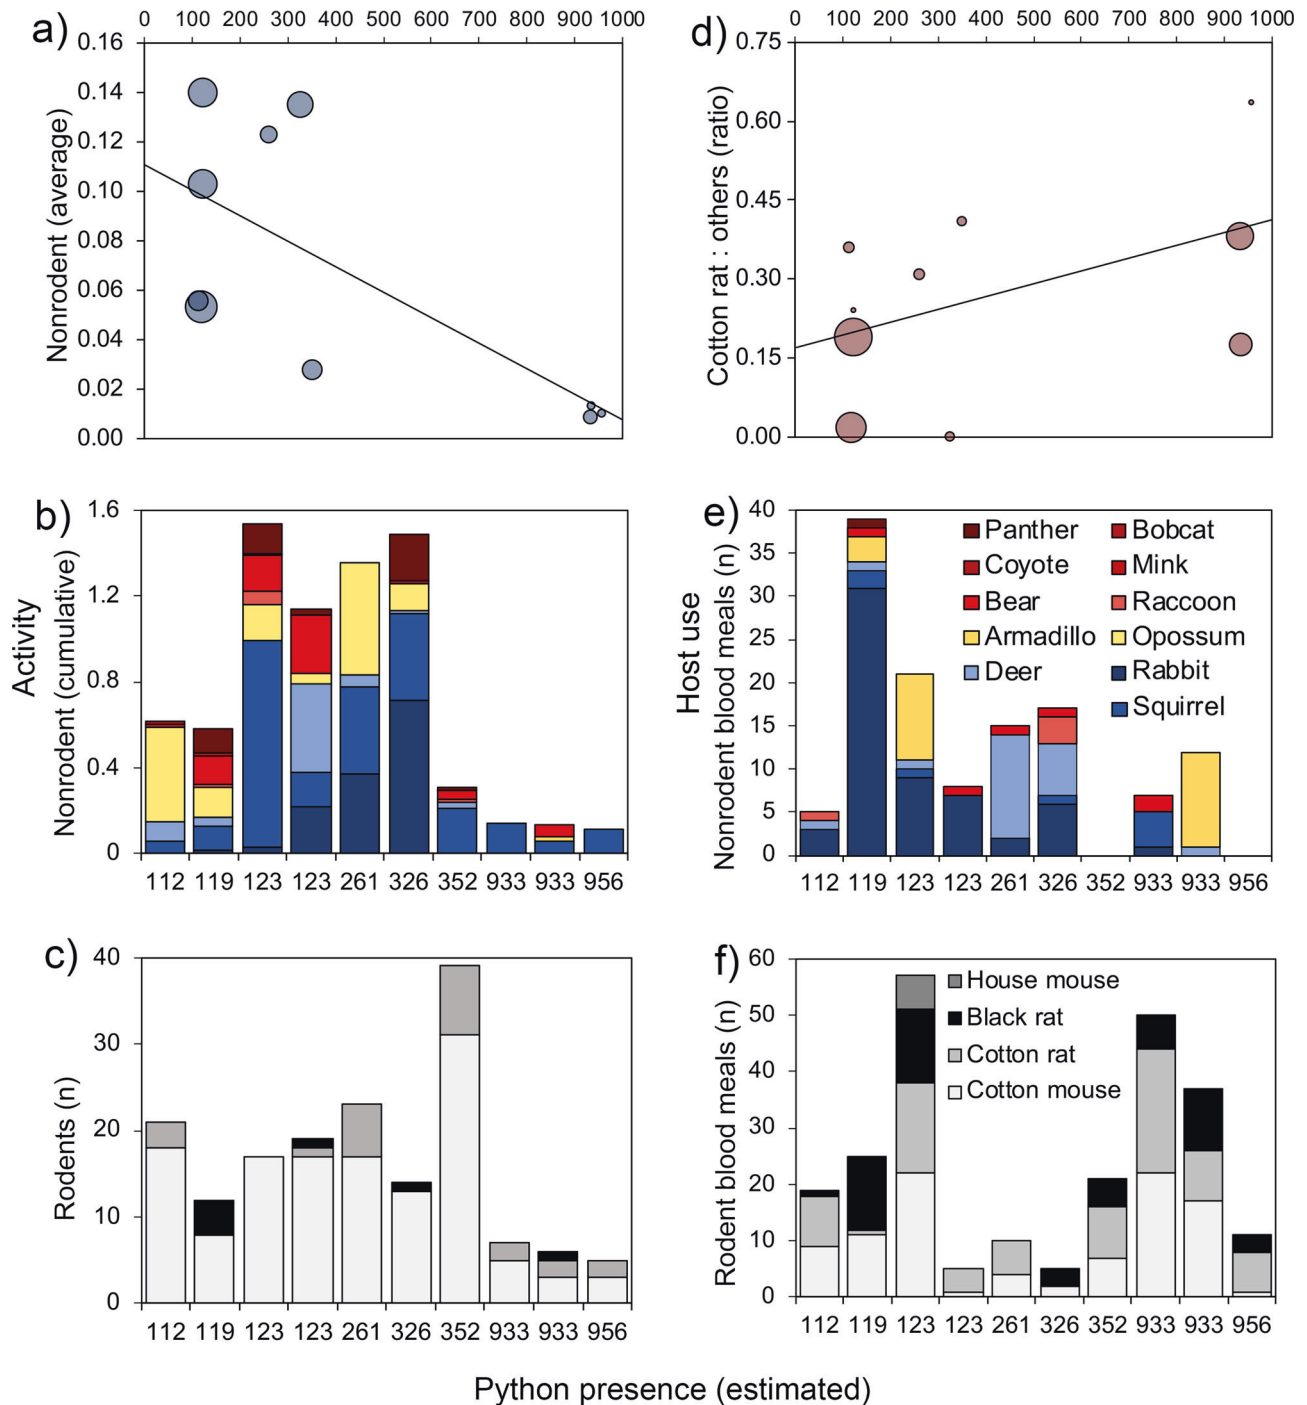 a)
0 100 200 300 400 500 600 700 800 900 1000
0.16
0.14
0.12
0.10
0.08
0.06
0.04
0.02
0.00
Nonrodent (average)
d)
0 100 200 300 400 500 600 700 800 900 1000
0.75
0.60
0.45
0.30
0.15
0.00
Cotton rat : others (ratio)
b)
1.6
1.2
0.8
0.4
0
Activity
Nonrodent (cumulative)
112 119 123 123 261 326 352 933 933 956
e)
40
35
30
25
20
15
10
5
0
Host use
Nonrodent blood meals (n)
Panther Bobcat
Coyote Mink
Bear Raccoon
Armadillo Opossum
Deer Rabbit
Squirrel
112 119 123 123 261 326 352 933 933 956
c)
40
30
20
10
0
Rodents (n)
112 119 123 123 261 326 352 933 933 956
f)
60
50
40
30
20
10
0
Rodent blood meals (n)
House mouse
Black rat
Cotton rat
Cotton mouse
112 119 123 123 261 326 352 933 933 956
Python presence (estimated)